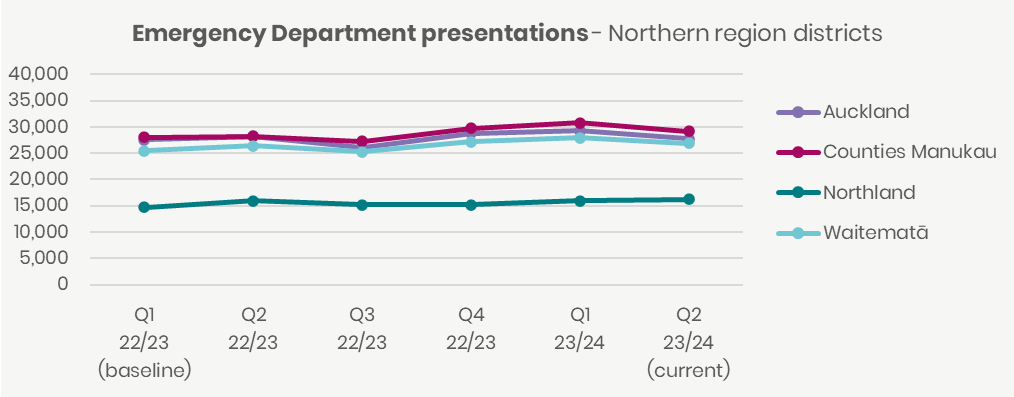 Emergency Department presentations - Northern region districts
40,000
35,000
30,000
25,000
20,000
15,000
10,000
5,000
0
Q1
22/23
(baseline)
Q2
22/23
Q3
22/23
Q4
22/23
Q1
23/24
Q2
23/24
(current)
Auckland
Counties Manukau
Northland
Waitematā